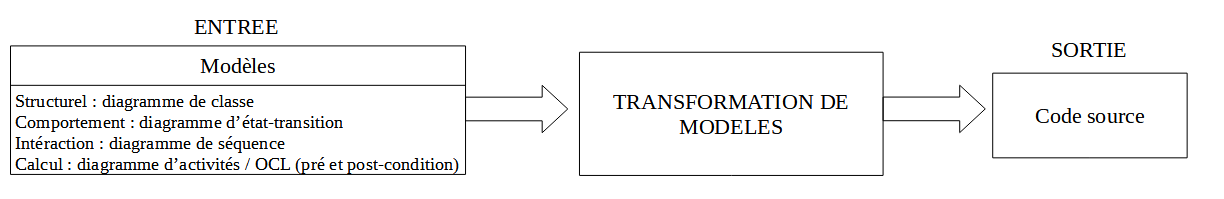 ENTREE
Modèles
Structurel : diagramme de classe
Comportement : diagramme d’état-transition
Intéraction : diagramme de séquence
Calcul : diagramme d’activités / OCL (pré et post-condition)
TRANSFORMATION DE
MODELES
SORTIE
Code source